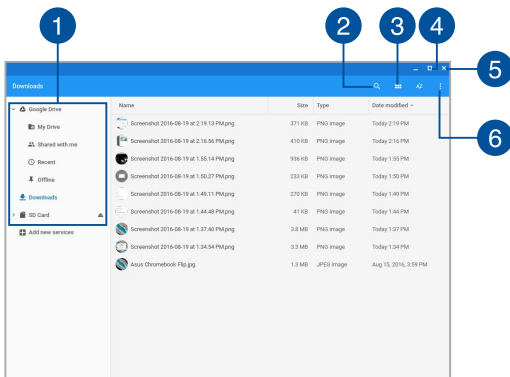 1
2
3
4
5
6
Downloads
Google Drive
My Drive
Shared with me
Recent
Offline
Downloads
SD Card
Add new services
Name Size Type Date modified
Screenshot 2016-08-19 at 2.19.13 PM.png 371 KB PNG image Today 2:19 PM
Screenshot 2016-08-19 at 2.16.56 PM.png 410 KB PNG image Today 2:16 PM
Screenshot 2016-08-19 at 1.55.14 PM.png 936 KB PNG image Today 1:55 PM
Screenshot 2016-08-19 at 1.50.27 PM.png 233 KB PNG image Today 1:50 PM
Screenshot 2016-08-19 at 1.49.11 PM.png 270 KB PNG image Today 1:49 PM
Screenshot 2016-08-19 at 1.44.48 PM.png 41 KB PNG image Today 1:44 PM
Screenshot 2016-08-19 at 1.37.40 PM.png 3.8 MB PNG image Today 1:37 PM
Screenshot 2016-08-19 at 1.34.54 PM.png 3.3 MB PNG image Today 1:34 PM
Asus Chromebook Flip.jpg 1.3 MB JPEG image Aug 15, 2016, 3:59 PM